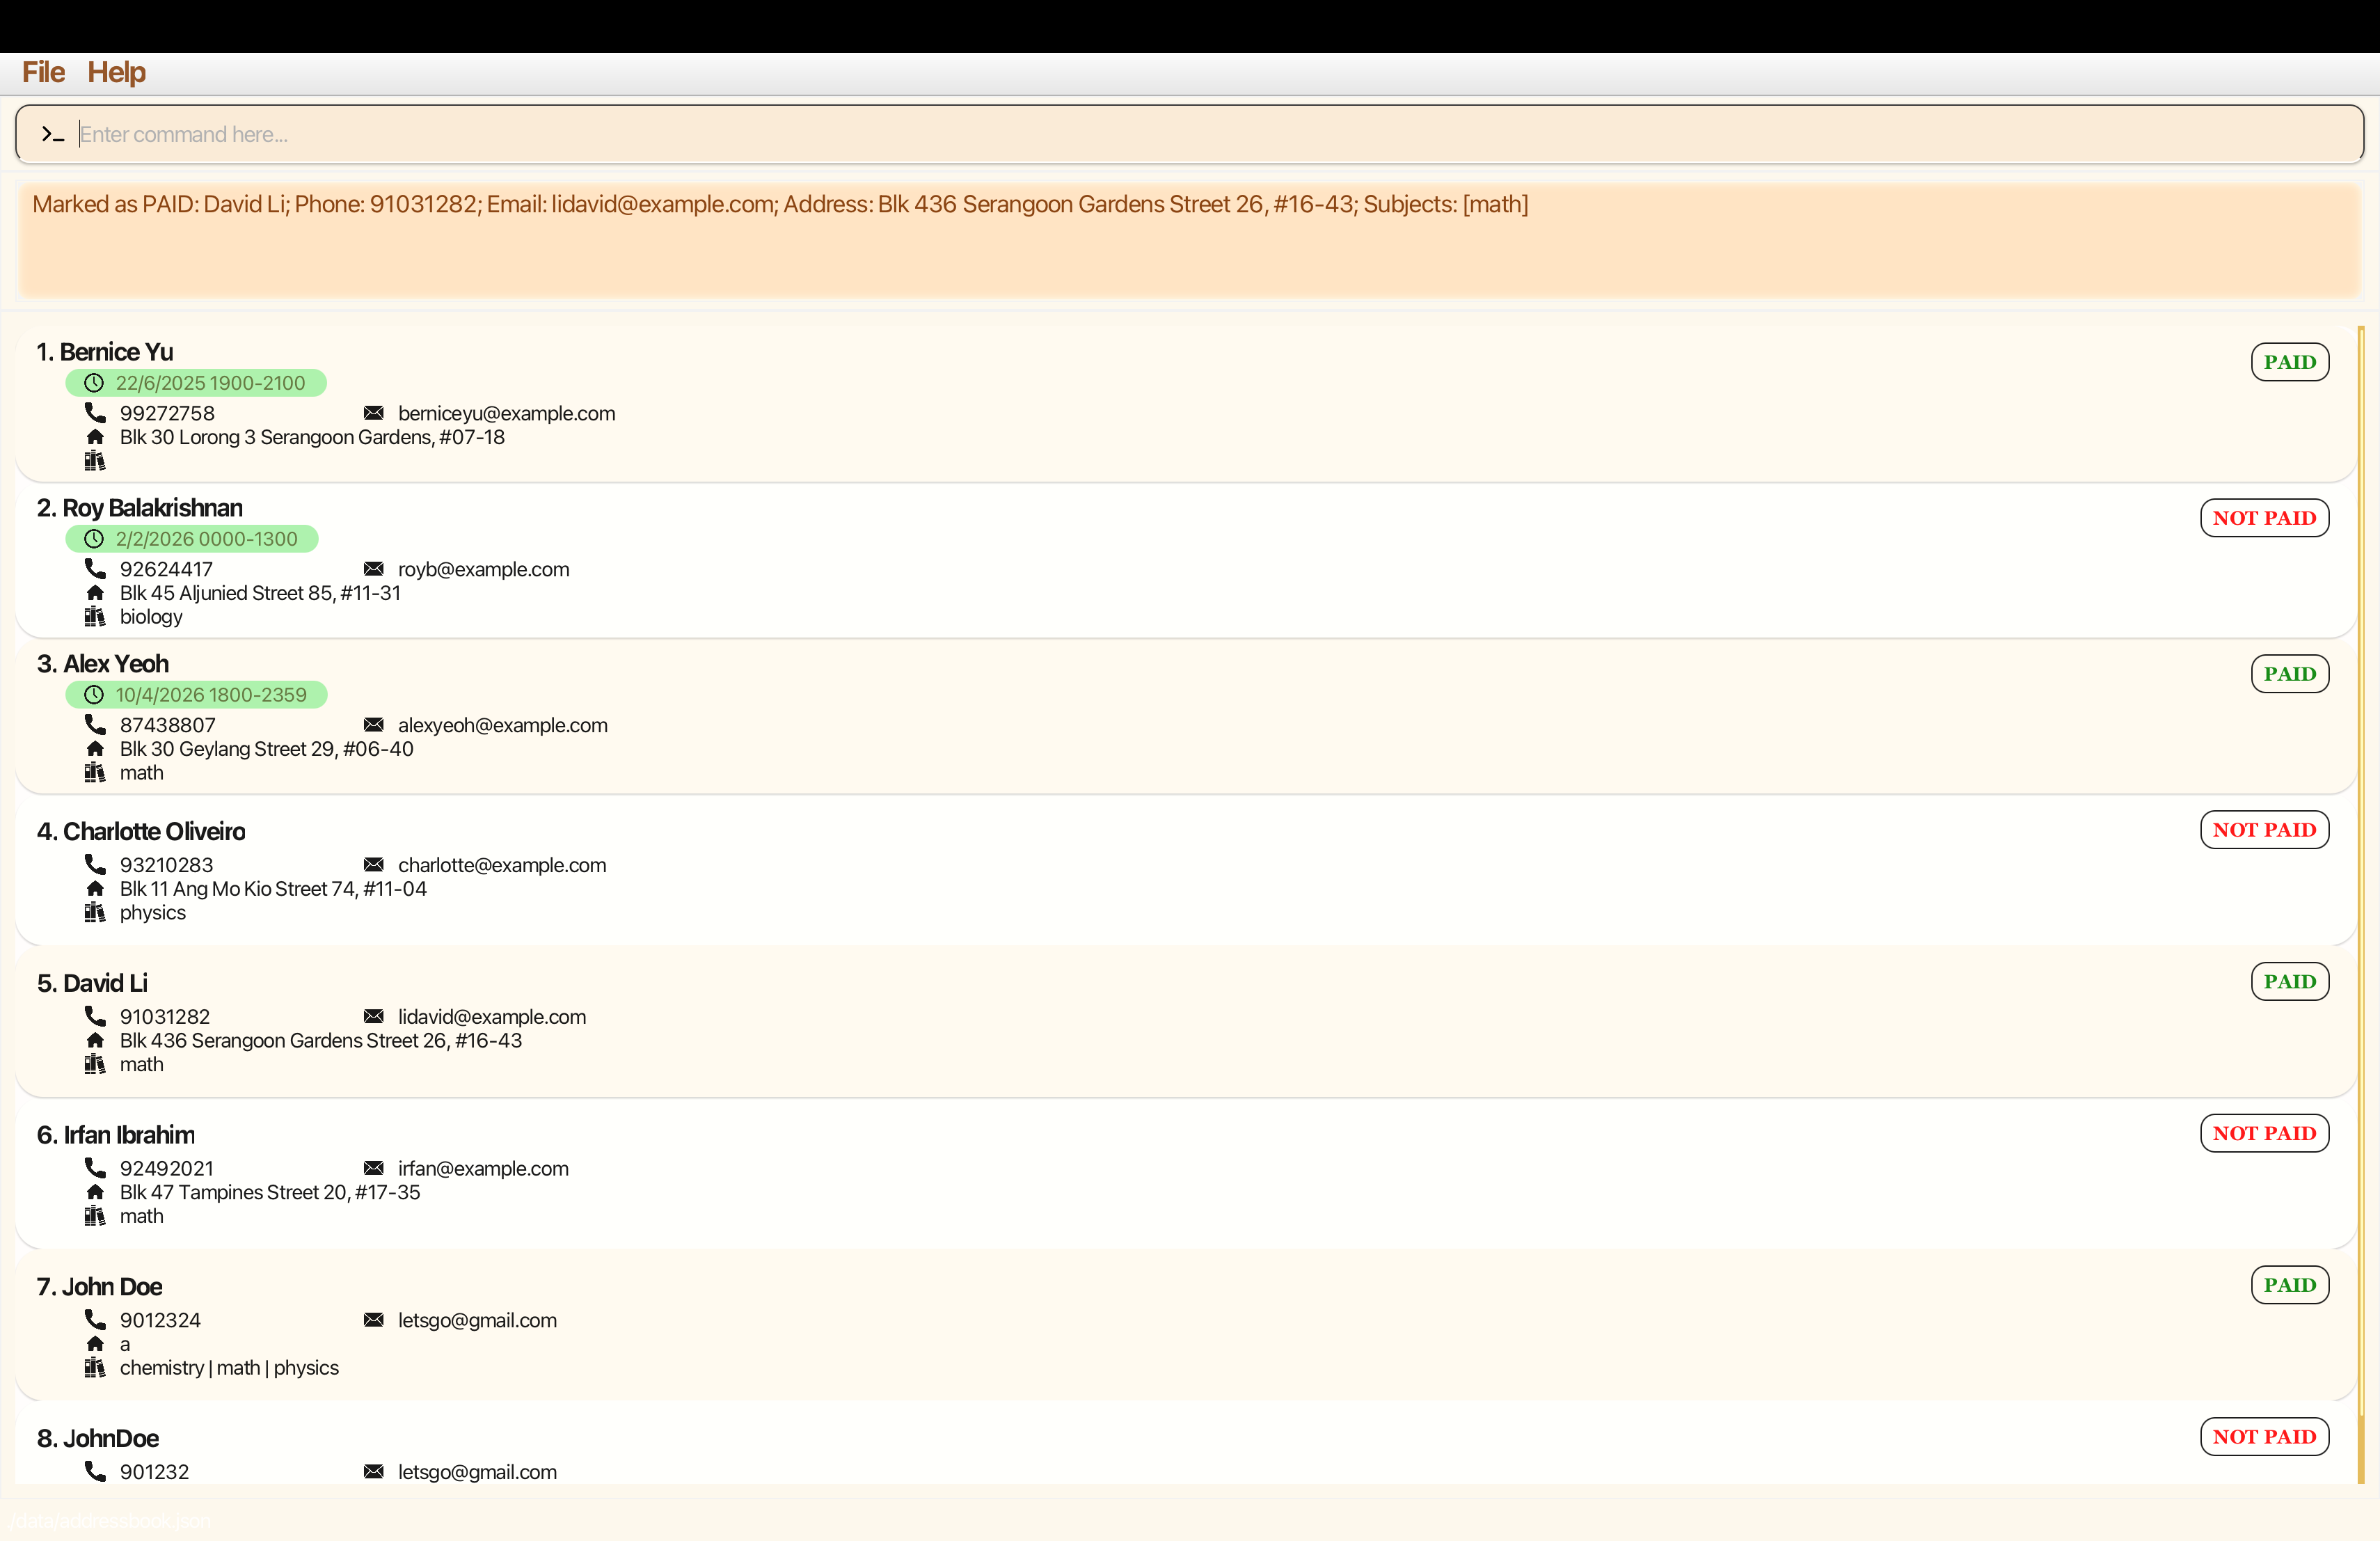 File Help
Enter command here...
Marked as PAID: David Li; Phone: 91031282; Email: lidavid@example.com; Address: Blk 436 Serangoon Gardens Street 26, #16-43; Subjects: [math]
1. Bernice Yu
PAID
22/6/2025 1900-2100
99272758 berniceyu@example.com
Blk 30 Lorong 3 Serangoon Gardens, #07-18
2. Roy Balakrishnan
NOT PAID
2/2/2026 0000-1300
92624417 royb@example.com
Blk 45 Aljunied Street 85, #11-31
biology
3. Alex Yeoh
PAID
10/4/2026 1800-2359
87438807 alexyeoh@example.com
Blk 30 Geylang Street 29, #06-40
math
4. Charlotte Oliveiro
NOT PAID
93210283 charlotte@example.com
Blk 11 Ang Mo Kio Street 74, #11-04
physics
5. David Li
PAID
91031282 lidavid@example.com
Blk 436 Serangoon Gardens Street 26, #16-43
math
6. Irfan Ibrahim
NOT PAID
92492021 irfan@example.com
Blk 47 Tampines Street 20, #17-35
math
7. John Doe
PAID
9012324 letsgo@gmail.com
a
chemistry | math | physics
8. JohnDoe
NOT PAID
901232 letsgo@gmail.com
./data/addressbook.json